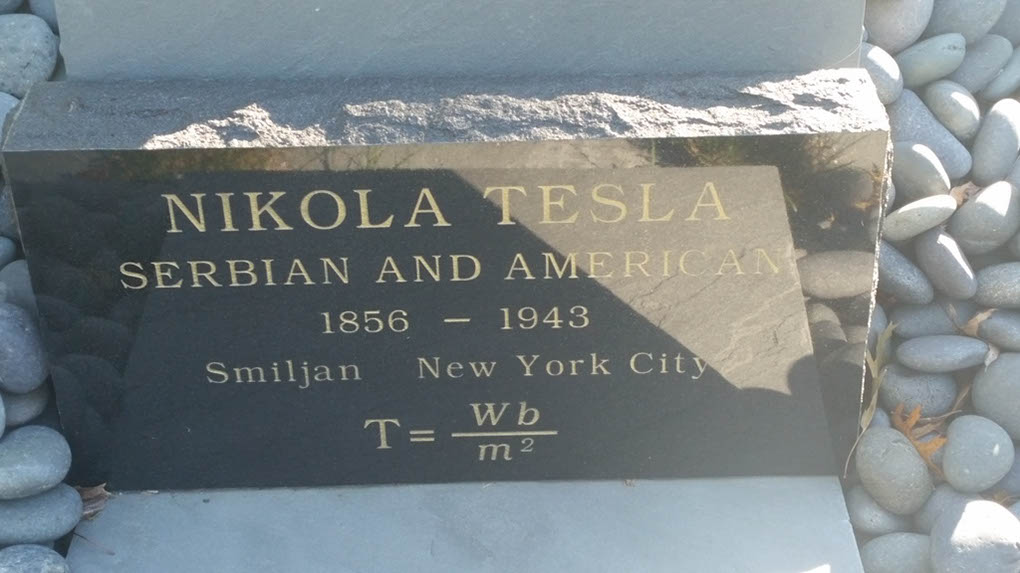 NIKOLA TESLA
SERBIAN AND AMERICAN
1856 – 1943
Smiljan New York City
T = Wb / m²